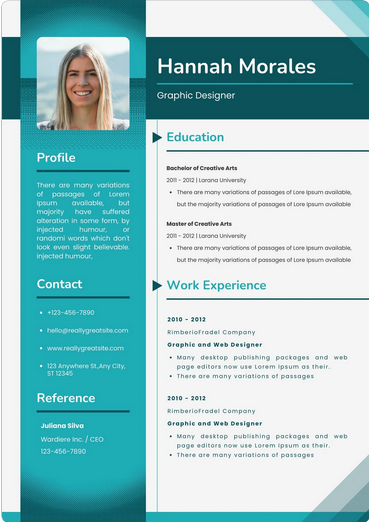 Hannah Morales
Graphic Designer
Profile
There are many variations
of passages of Lorem
Ipsum available, but
majority have suffered
alteration in some form, by
injected humour, or
randomi words which don't
look even slight believable.
injected humour,
Contact
+123-456-7890
hello@reallygreatsite.com
www.reallygreatsite.com
123 Anywhere St,Any City,
ST 12345
Reference
Juliana Silva
Wardiere Inc. / CEO
123-456-7890
Education
Bachelor of Creative Arts
2011 - 2012 | Larana University
There are many variations of passages of Lore Ipsum available,
but the majority have variations of passages of Lore Ipsum available
Master of Creative Arts
2011 - 2012 | Larana University
There are many variations of passages of Lore Ipsum available,
but the majority have variations of passages of Lore Ipsum available
Work Experience
2010 - 2012
RimberioFradel Company
Graphic and Web Designer
Many desktop publishing packages and web
page editors now use Lorem Ipsum as their.
There are many variations of passages
2010 - 2012
RimberioFradel Company
Graphic and Web Designer
Many desktop publishing packages and web
page editors now use Lorem Ipsum as their.
There are many variations of passages